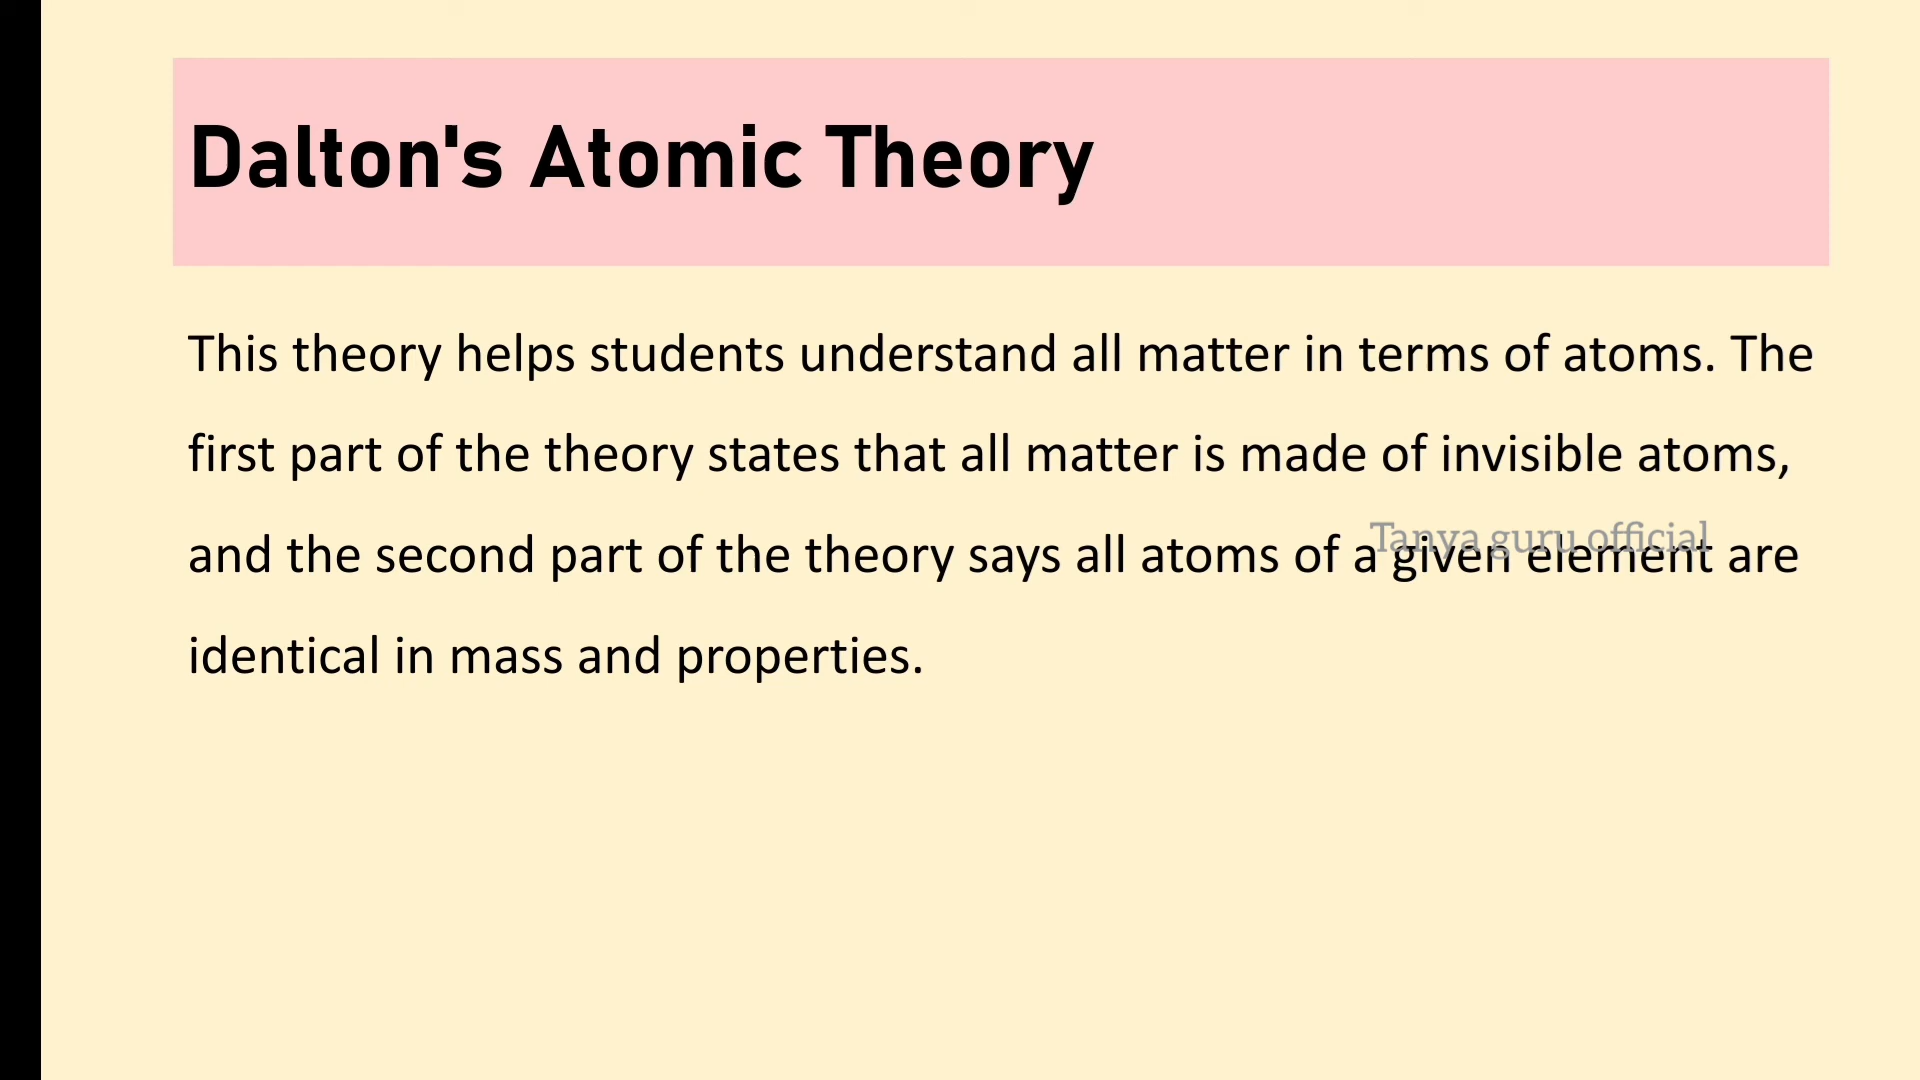 Dalton's Atomic Theory
This theory helps students understand all matter in terms of atoms. The
first part of the theory states that all matter is made of invisible atoms,
and the second part of the theory says all atoms of a given element are
identical in mass and properties.
Tanya guru official